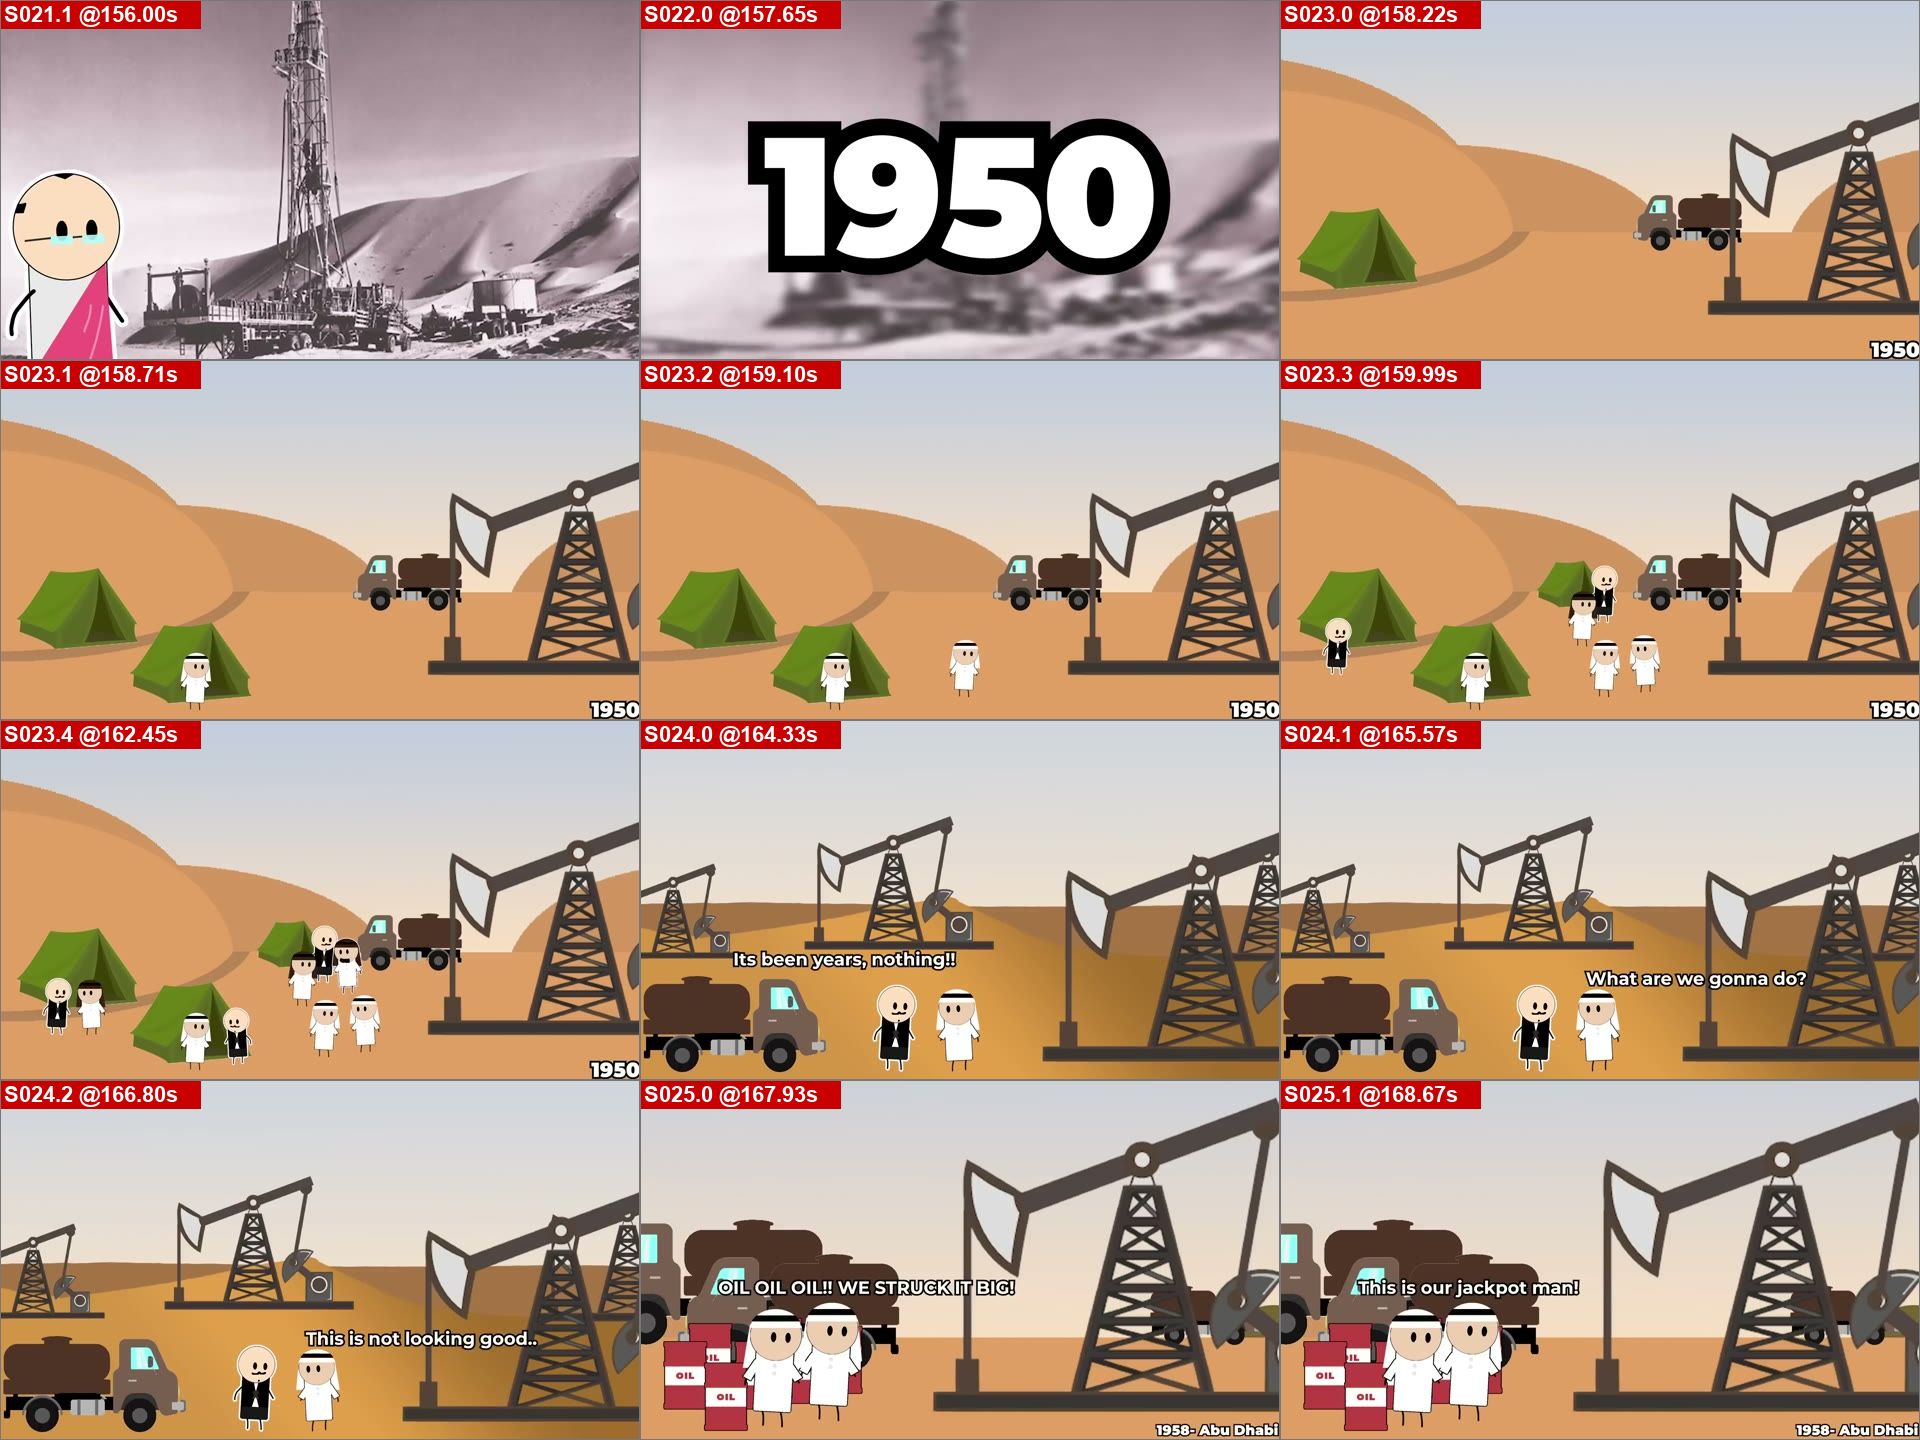 S021.1 @156.00s
S022.0 @157.65s
1950
S023.0 @158.22s
1950
S023.1 @158.71s
1950
S023.2 @159.10s
1950
S023.3 @159.99s
1950
S023.4 @162.45s
1950
S024.0 @164.33s
Its been years, nothing!!
S024.1 @165.57s
What are we gonna do?
S024.2 @166.80s
This is not looking good..
S025.0 @167.93s
OIL OIL OIL!! WE STRUCK IT BIG!
OIL
OIL
OIL
1958- Abu Dhabi
S025.1 @168.67s
This is our jackpot man!
OIL
OIL
OIL
1958- Abu Dhabi